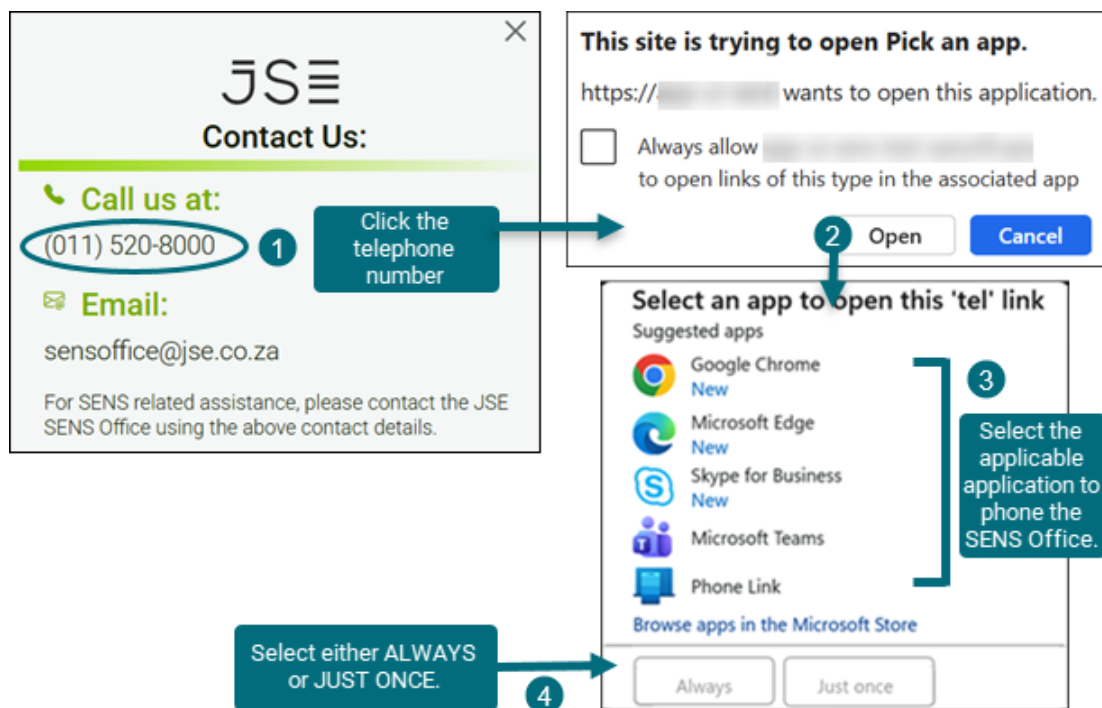 JSE
Contact Us:
Call us at:
(011) 520-8000
1
Click the
telephone
number
Email:
sensoffice@jse.co.za
For SENS related assistance, please contact the JSE
SENS Office using the above contact details.
This site is trying to open Pick an app.
https:// wants to open this application.
Always allow
to open links of this type in the associated app
2
Open
Cancel
Select an app to open this 'tel' link
Suggested apps
Google Chrome
New
Microsoft Edge
New
Skype for Business
New
Microsoft Teams
Phone Link
Browse apps in the Microsoft Store
3
Select the
applicable
application to
phone the
SENS Office.
Select either ALWAYS
or JUST ONCE.
4
Always
Just once